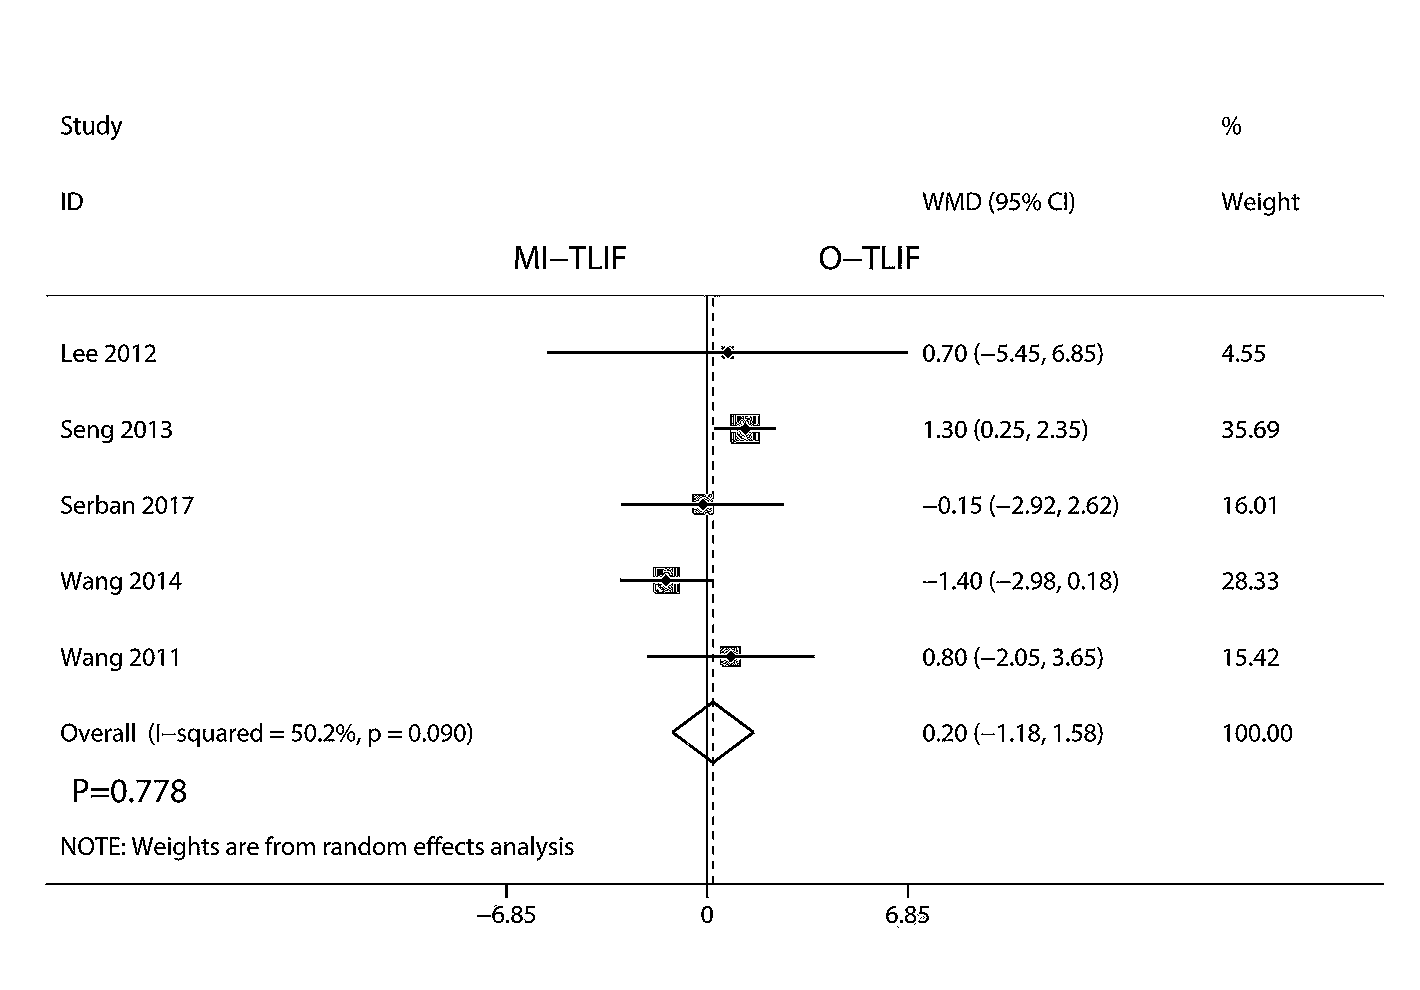 Study %
ID WMD (95% CI) Weight
MI–TLIF O–TLIF
Lee 2012 0.70 (−5.45, 6.85) 4.55
Seng 2013 1.30 (0.25, 2.35) 35.69
Serban 2017 −0.15 (−2.92, 2.62) 16.01
Wang 2014 −1.40 (−2.98, 0.18) 28.33
Wang 2011 0.80 (−2.05, 3.65) 15.42
Overall (I−squared = 50.2%, p = 0.090) 0.20 (−1.18, 1.58) 100.00
P=0.778
NOTE: Weights are from random effects analysis
−6.85 0 6.85